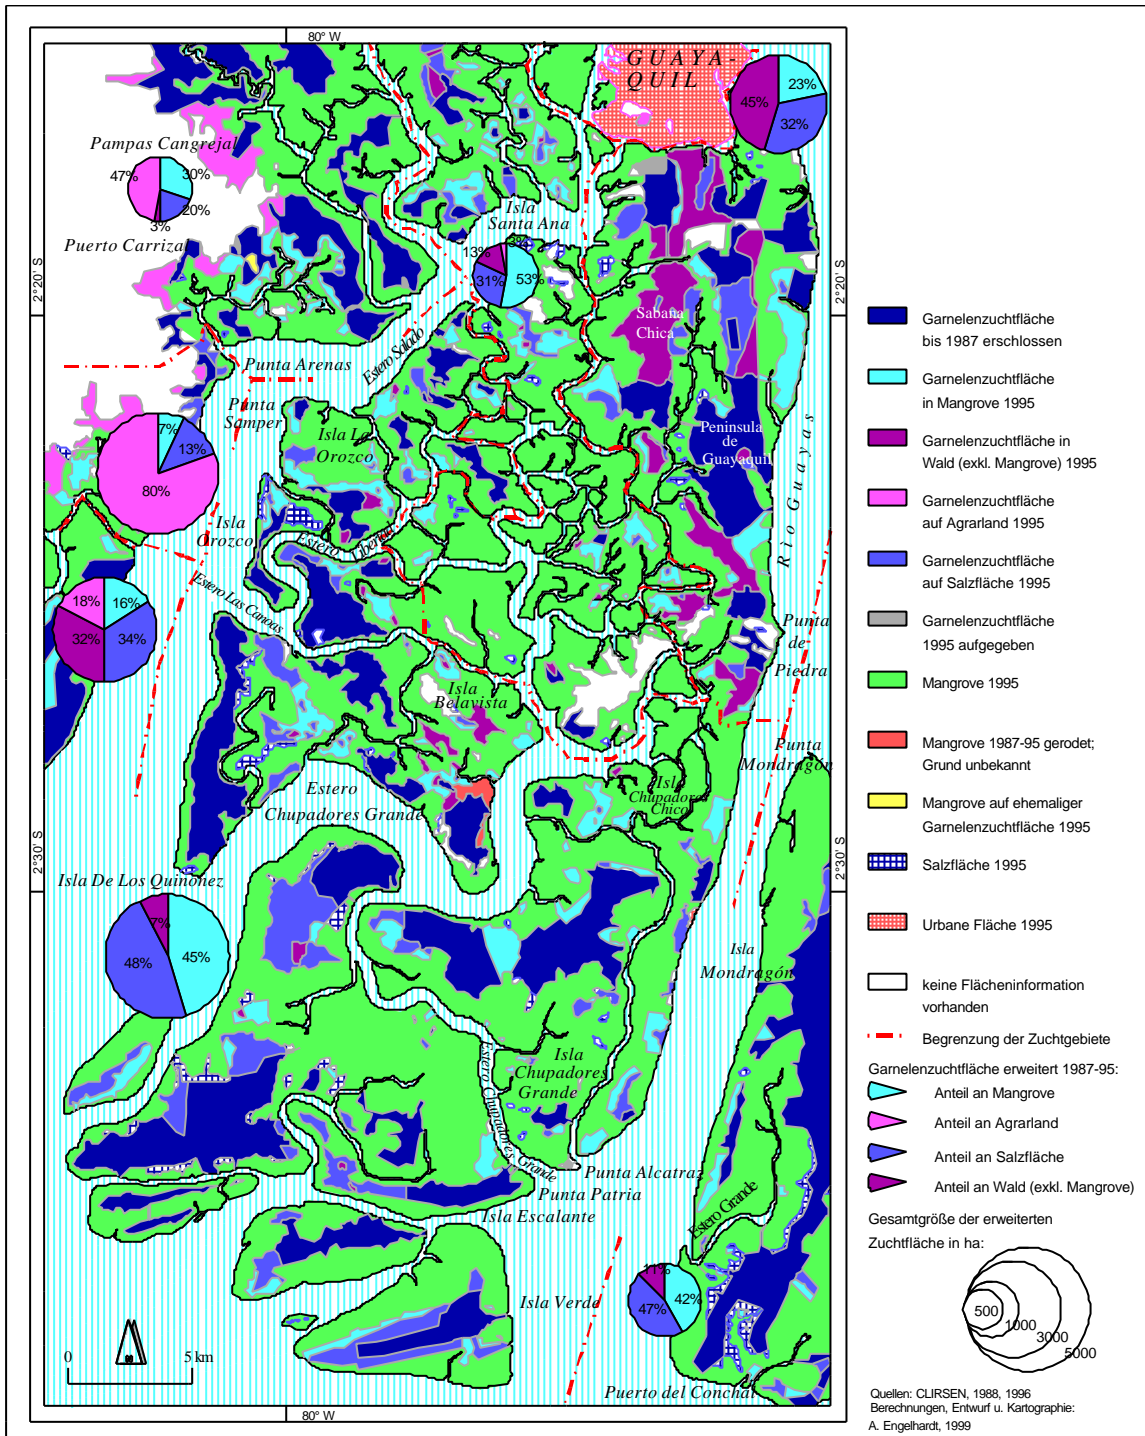 80° W
GUAYA-
QUIL
23%
45%
32%
Pampas Cangrejal
47%
30%
20%
3%
Puerto Carrizal
Isla
Santa Ana
13%
3%
31%
53%
2°20' S
2°20' S
Sabana
Chica
Estero Salado
Punta Arenas
Punta
Samper
Isla La
Orozco
Peninsula
de
Guayaquil
Río Guayas
7%
13%
80%
Isla
Orozco
Estero Libertad
Estero Las Canoas
18%
16%
32%
34%
Punta
de
Piedra
Isla
Belavista
Punta
Mondragón
Isla
Chupadores
Chico
Estero
Chupadores Grande
2°30' S
2°30' S
Isla De Los Quinonez
7%
48%
45%
Isla
Mondragón
Isla
Chupadores
Grande
Estero Chupadores Grande
Punta Alcatraz
Punta Patria
Isla Escalante
Estero Grande
11%
42%
47%
Isla Verde
Puerto del Conchal
0
5 km
80° W
Garnelenzuchtfläche
bis 1987 erschlossen
Garnelenzuchtfläche
in Mangrove 1995
Garnelenzuchtfläche in
Wald (exkl. Mangrove) 1995
Garnelenzuchtfläche
auf Agrarland 1995
Garnelenzuchtfläche
auf Salzfläche 1995
Garnelenzuchtfläche
1995 aufgegeben
Mangrove 1995
Mangrove 1987-95 gerodet;
Grund unbekannt
Mangrove auf ehemaliger
Garnelenzuchtfläche 1995
Salzfläche 1995
Urbane Fläche 1995
keine Flächeninformation
vorhanden
Begrenzung der Zuchtgebiete
Garnelenzuchtfläche erweitert 1987-95:
Anteil an Mangrove
Anteil an Agrarland
Anteil an Salzfläche
Anteil an Wald (exkl. Mangrove)
Gesamtgröße der erweiterten
Zuchtfläche in ha:
500
1000
3000
5000
Quellen: CLIRSEN, 1988, 1996
Berechnungen, Entwurf u. Kartographie:
A. Engelhardt, 1999